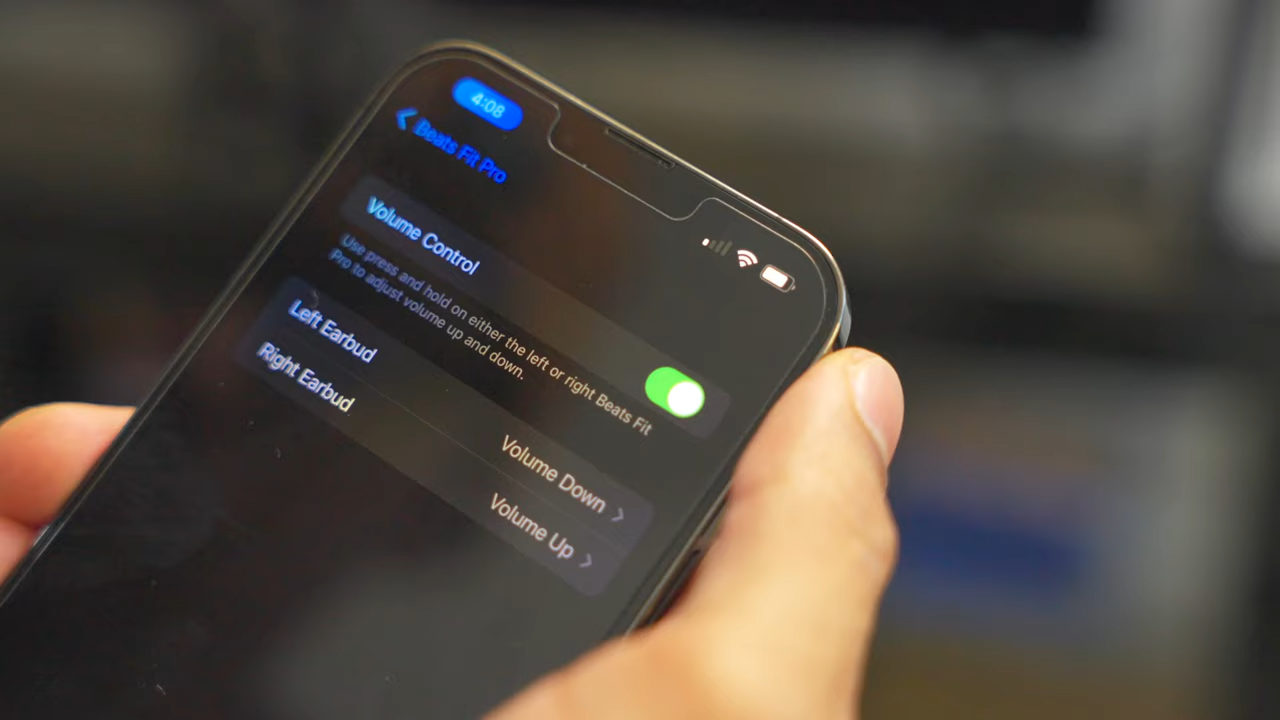 4:08
Beats Fit Pro
Volume Control
Use press and hold on either the left or right Beats Fit
Pro to adjust volume up and down.
Left Earbud Volume Down
Right Earbud Volume Up